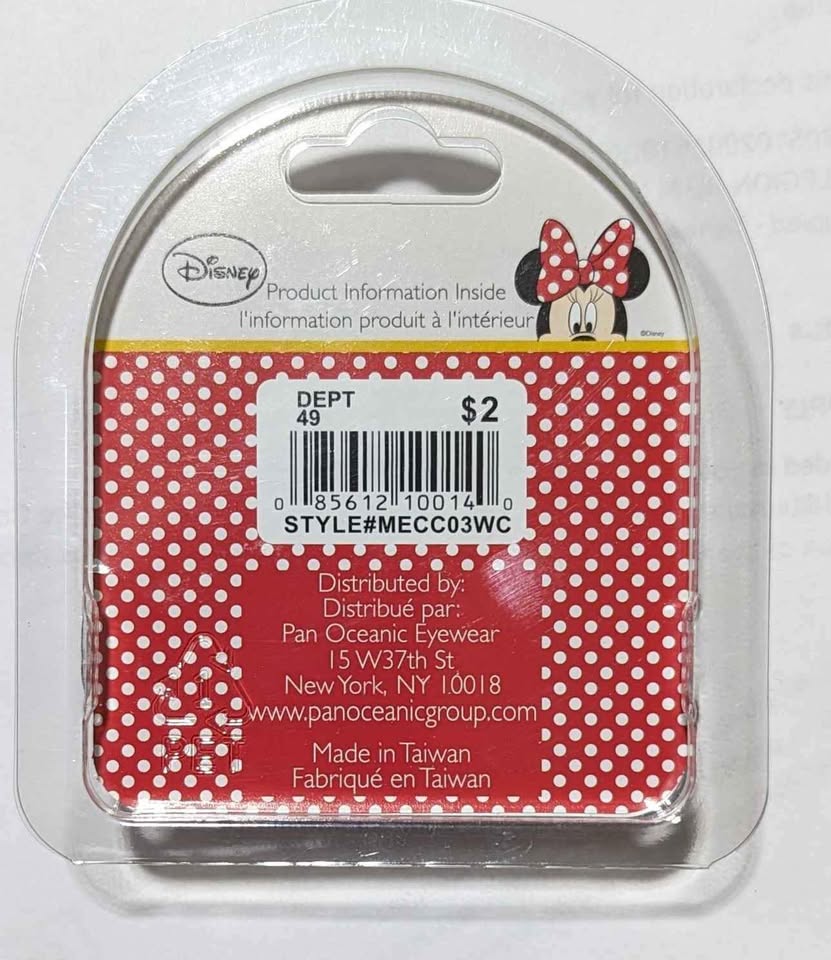 Disney
Product Information Inside
l'information produit à l'intérieur
©Disney
DEPT
49
$2
0 85612 10014 0
STYLE#MECC03WC
Distributed by:
Distribué par:
Pan Oceanic Eyewear
15 W37th St
New York, NY 10018
www.panoceanicgroup.com
Made in Taiwan
Fabriqué en Taiwan
1
PET